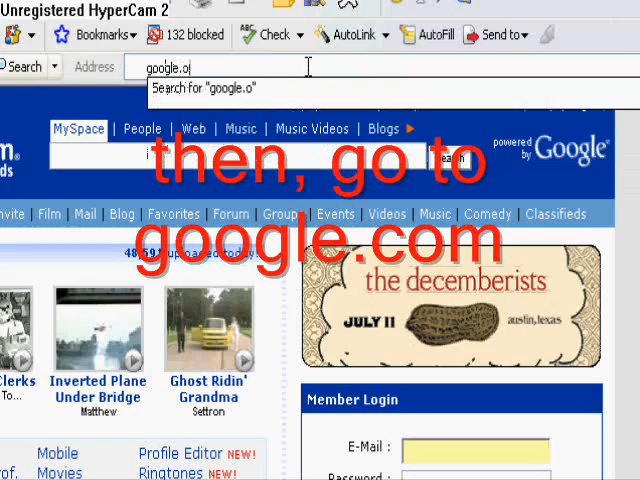 Unregistered HyperCam 2
Bookmarks 132 blocked ABC Check AutoLink AutoFill Send to
Search Address google.o
Search for "google.o"
MySpace | People | Web | Music | Music Videos | Blogs
powered by Google
then, go to
google.com
Film | Mail | Blog | Favorites | Forum | Groups | Events | Videos | Music | Comedy | Classifieds
uploaded today!
the decemberists
JULY 11
austin, texas
Inverted Plane Under Bridge
Matthew
Ghost Ridin' Grandma
Settron
Member Login
E-Mail :
Password :
Mobile Profile Editor NEW!
Movies Ringtones NEW!